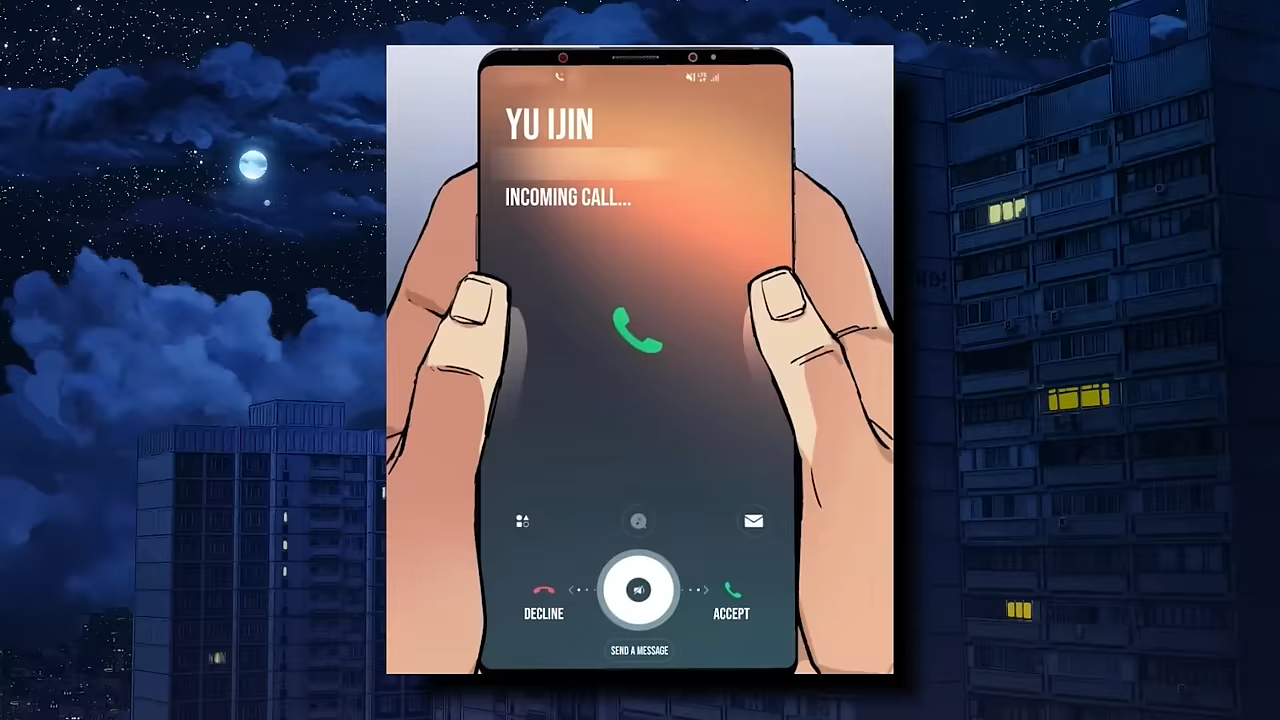 YU IJIN
INCOMING CALL...
DECLINE
ACCEPT
SEND A MESSAGE